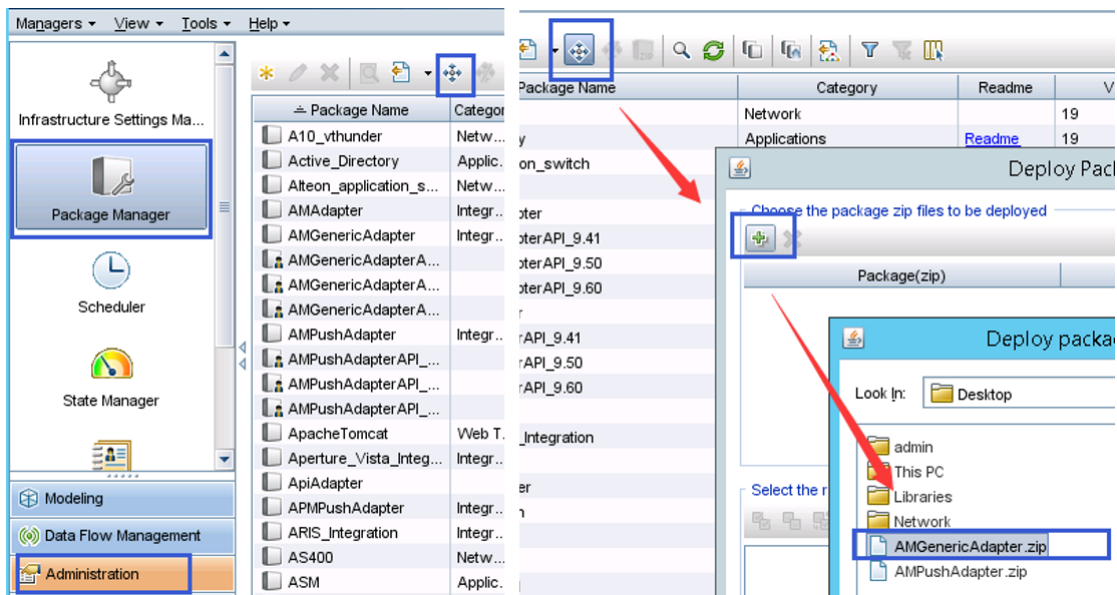 Managers View Tools Help
Infrastructure Settings Ma...
Package Manager
Scheduler
State Manager
Modeling
Data Flow Management
Administration
Package Name Categor
A10_vthunder Netw...
Active_Directory Applic.
Alteon_application_s... Netw...
AMAdapter Integr..
AMGenericAdapter Integr..
AMGenericAdapterA...
AMGenericAdapterA...
AMGenericAdapterA...
AMPushAdapter Integr..
AMPushAdapterAPI_...
AMPushAdapterAPI_...
AMPushAdapterAPI_...
ApacheTomcat Web T.
Aperture_Vista_Integ... Integr..
ApiAdapter
APMPushAdapter Integr..
ARIS_Integration Integr..
AS400 Netw...
ASM Applic.
Package Name Category Readme V
Network 19
y Applications Readme 19
on_switch
pter
pterAPI_9.41
pterAPI_9.50
pterAPI_9.60
r
rAPI_9.41
rAPI_9.50
rAPI_9.60
_Integration
er
n
Deploy Pac
Choose the package zip files to be deployed
Package(zip)
Select the r
Deploy packa
Look In: Desktop
admin
This PC
Libraries
Network
AMGenericAdapter.zip
AMPushAdapter.zip